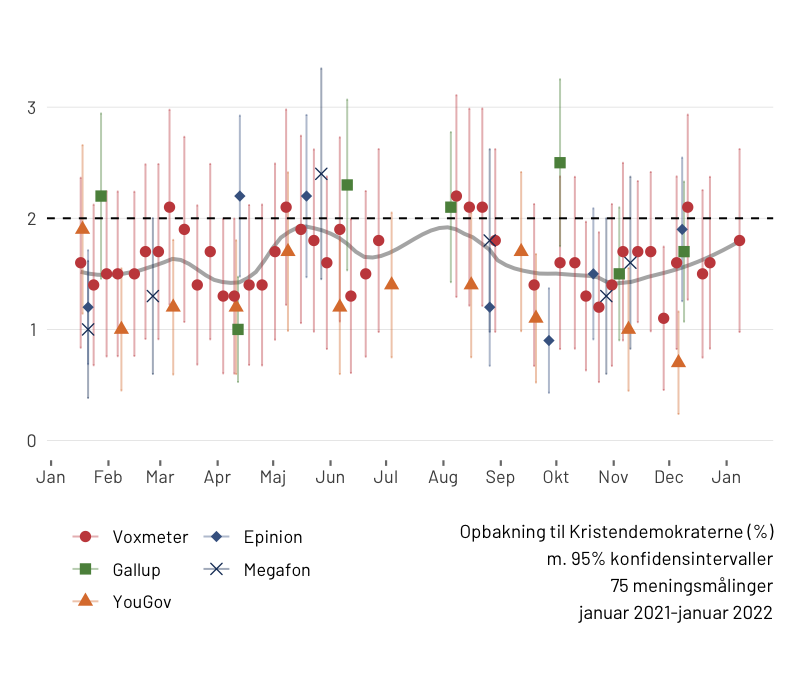 3
2
1
0
Jan Feb Mar Apr Maj Jun Jul Aug Sep Okt Nov Dec Jan
Voxmeter Epinion
Gallup Megafon
YouGov
Opbakning til Kristendemokraterne (%)
m. 95% konfidensintervaller
75 meningsmålinger
januar 2021-januar 2022